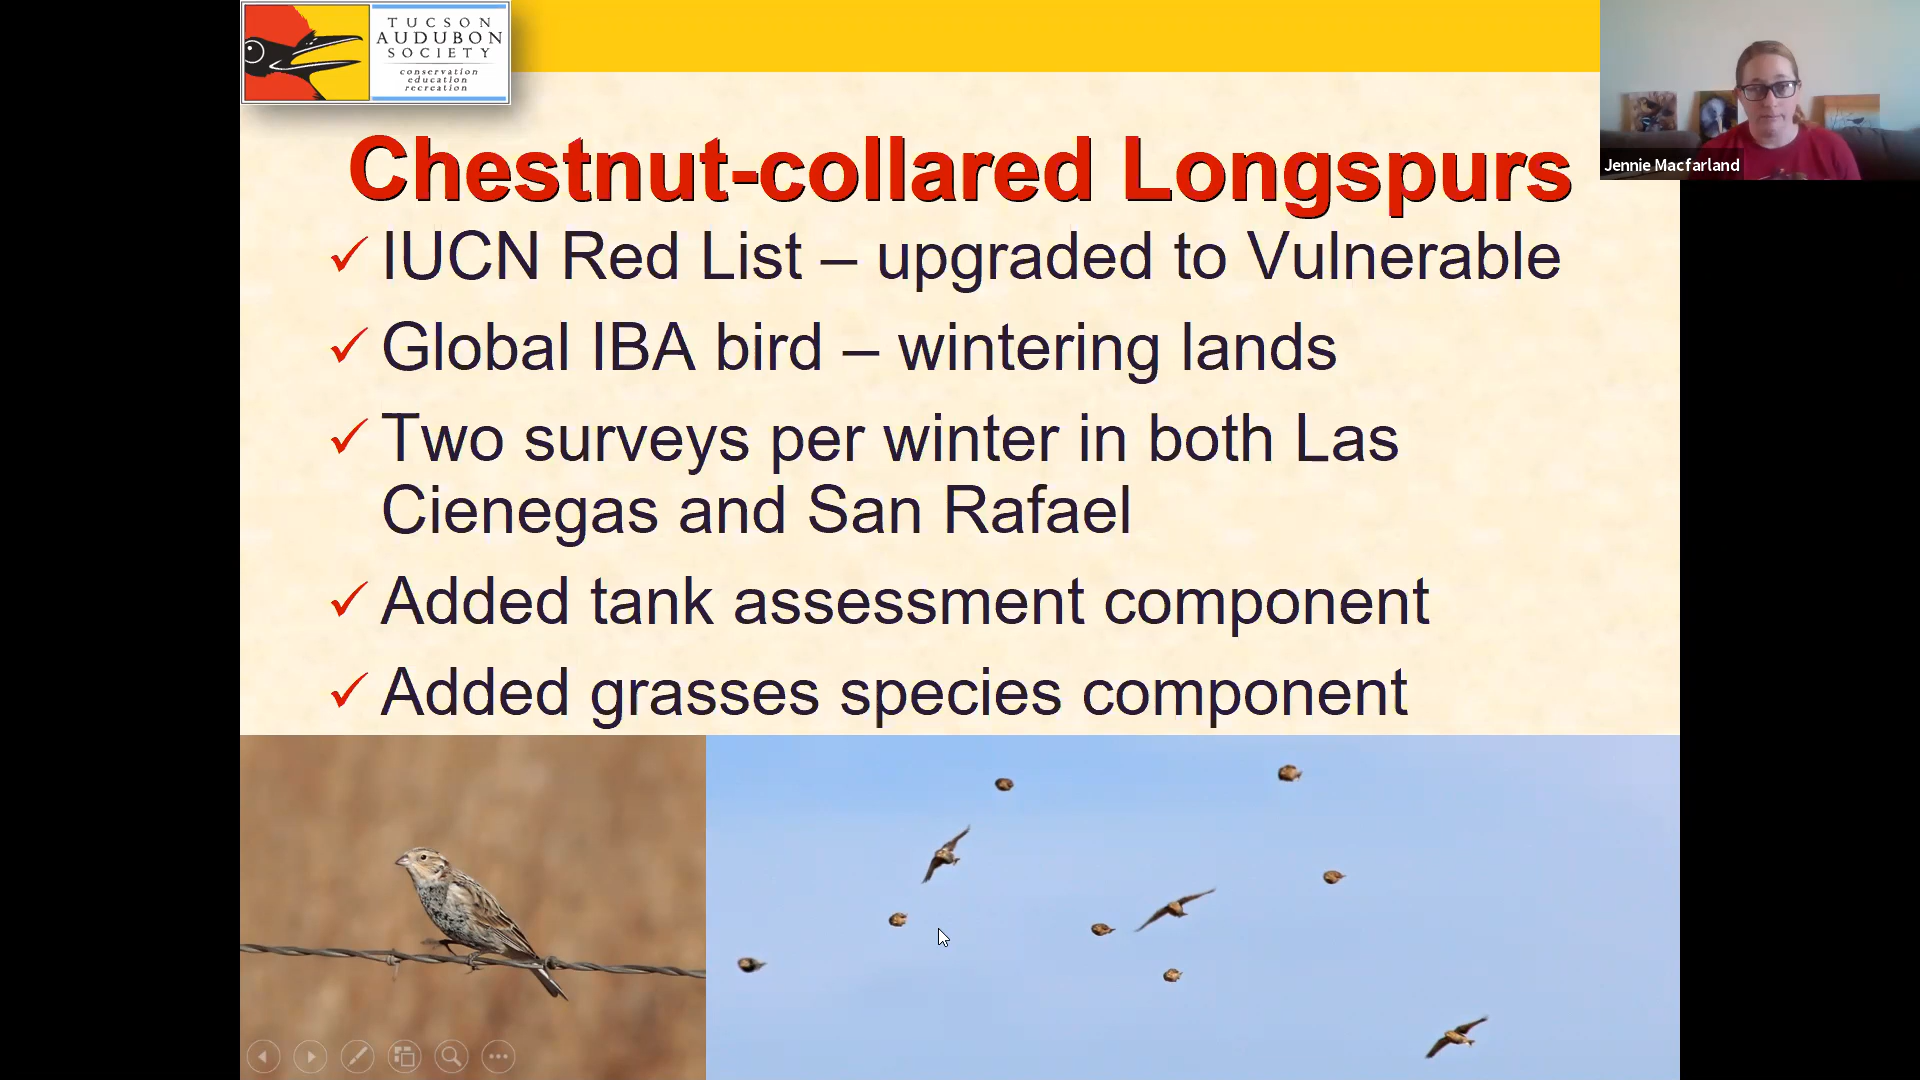 TUCSON
AUDUBON
SOCIETY
conservation
education
recreation
Jennie Macfarland
Chestnut-collared Longspurs
IUCN Red List – upgraded to Vulnerable
Global IBA bird – wintering lands
Two surveys per winter in both Las
Cienegas and San Rafael
Added tank assessment component
Added grasses species component